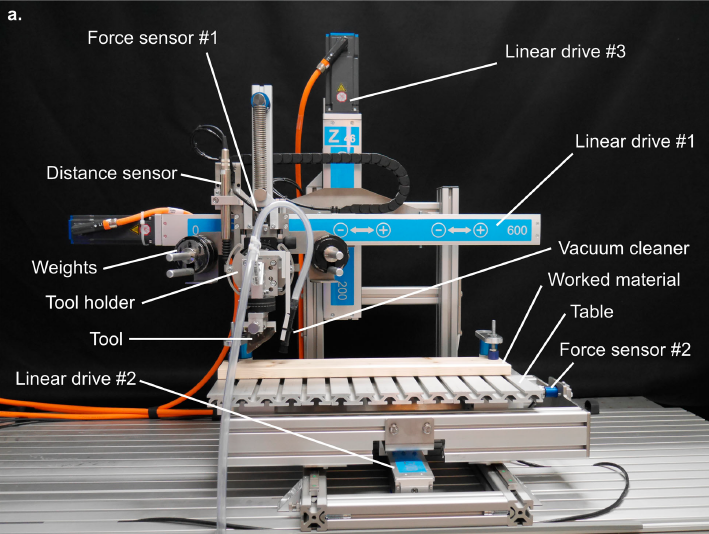 a.
Force sensor #1
Linear drive #3
Z 46
Linear drive #1
Distance sensor
0
600
Vacuum cleaner
Weights
Worked material
Tool holder
200
Table
Tool
Force sensor #2
Linear drive #2